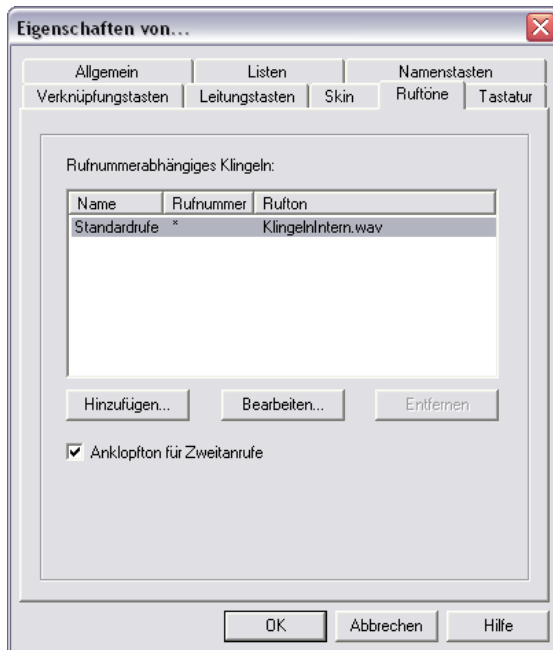 Eigenschaften von...
Allgemein Listen Namenstasten
Verknüpfungstasten Leitungstasten Skin Ruftöne Tastatur
Rufnummerabhängiges Klingeln:
Name Rufnummer Rufton
Standardrufe * KlingelnIntern.wav
Hinzufügen... Bearbeiten... Entfernen
Anklopfton für Zweitanrufe
OK Abbrechen Hilfe